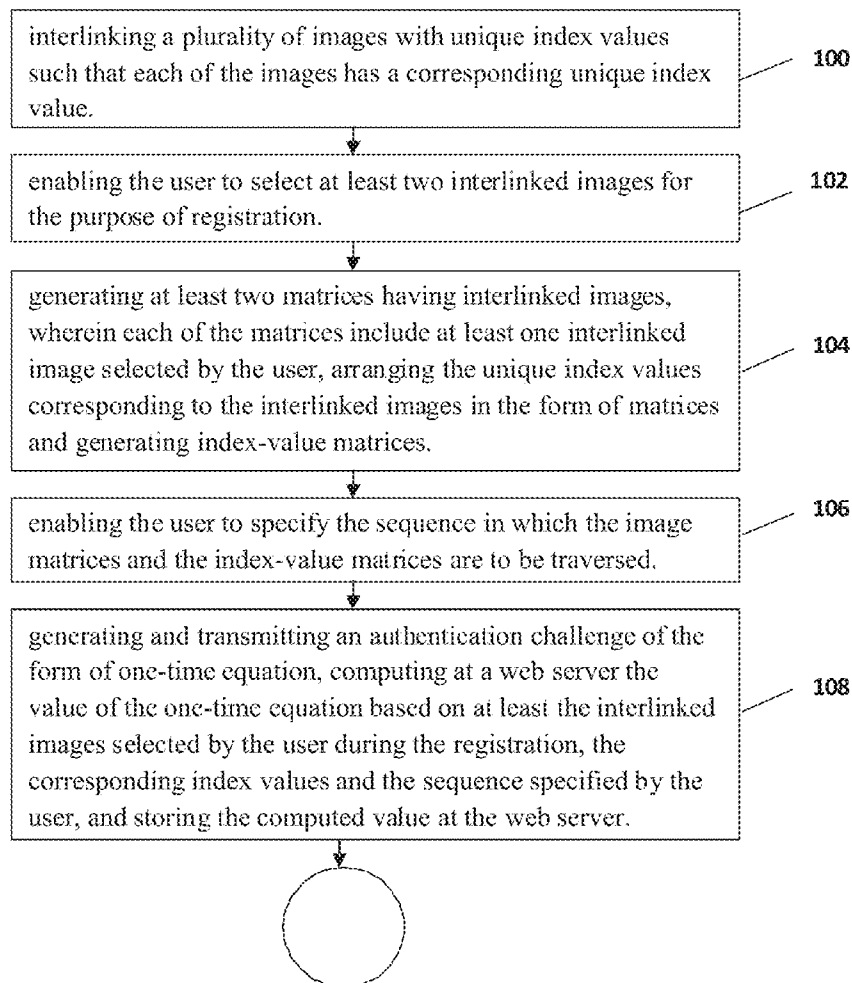 interlinking a plurality of images with unique index values
such that each of the images has a corresponding unique index
value.
100
enabling the user to select at least two interlinked images for
the purpose of registration.
102
generating at least two matrices having interlinked images,
wherein each of the matrices include at least one interlinked
image selected by the user, arranging the unique index values
corresponding to the interlinked images in the form of matrices
and generating index-value matrices.
104
enabling the user to specify the sequence in which the image
matrices and the index-value matrices are to be traversed.
106
generating and transmitting an authentication challenge of the
form of one-time equation, computing at a web server the
value of the one-time equation based on at least the interlinked
images selected by the user during the registration, the
corresponding index values and the sequence specified by the
user, and storing the computed value at the web server.
108